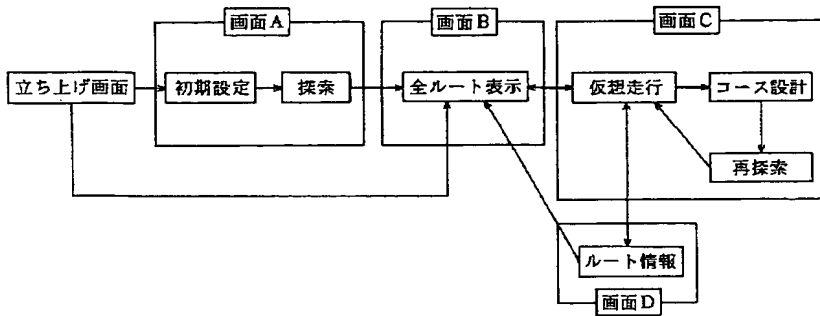 画面A
画面B
画面C
立ち上げ画面
初期設定
探索
全ルート表示
仮想走行
コース設計
再探索
ルート情報
画面D